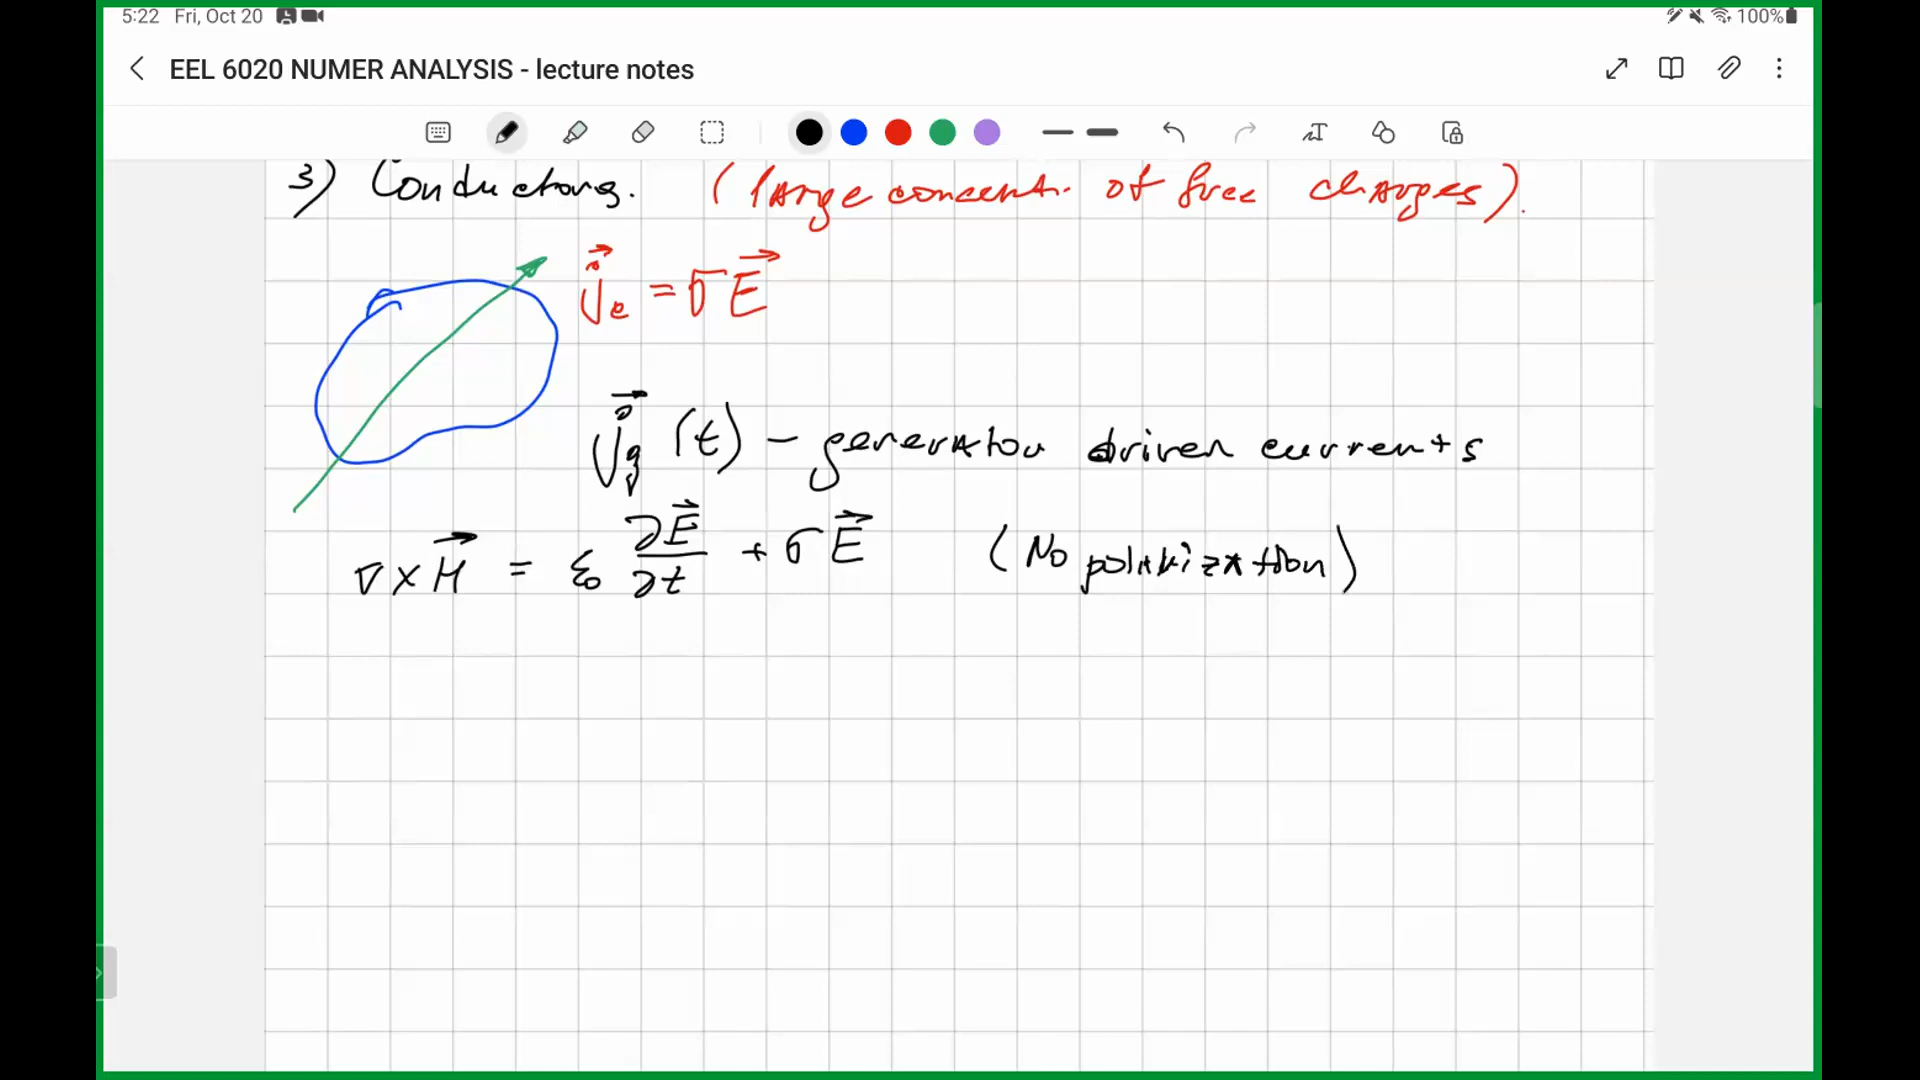 5:22 Fri, Oct 20 100%
EEL 6020 NUMER ANALYSIS - lecture notes
3) Conductors. (large concent. of free charges).
J⃗e = σE⃗
J⃗g (t) – generator driven currents
∇×H⃗ = ε₀ ∂E⃗/∂t + σE⃗ (No polarization)